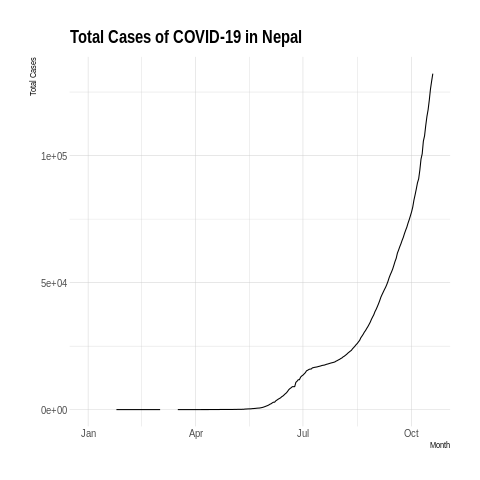 Total Cases of COVID-19 in Nepal
Total Cases
1e+05
5e+04
0e+00
Jan Apr Jul Oct
Month